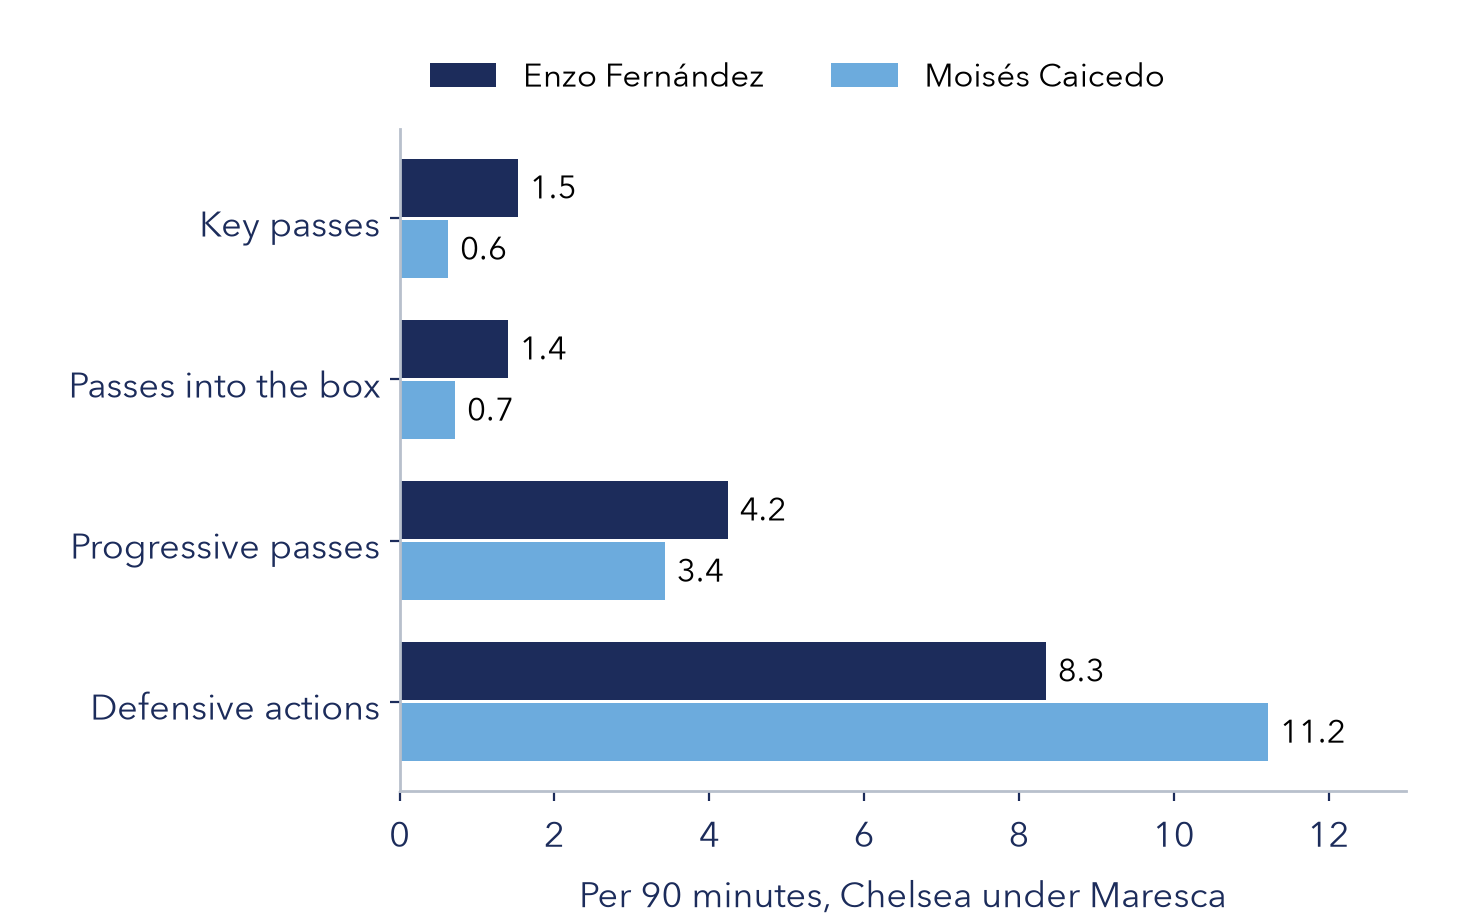 Enzo Fernández Moisés Caicedo
Key passes
1.5
0.6
Passes into the box
1.4
0.7
Progressive passes
4.2
3.4
Defensive actions
8.3
11.2
0 2 4 6 8 10 12
Per 90 minutes, Chelsea under Maresca